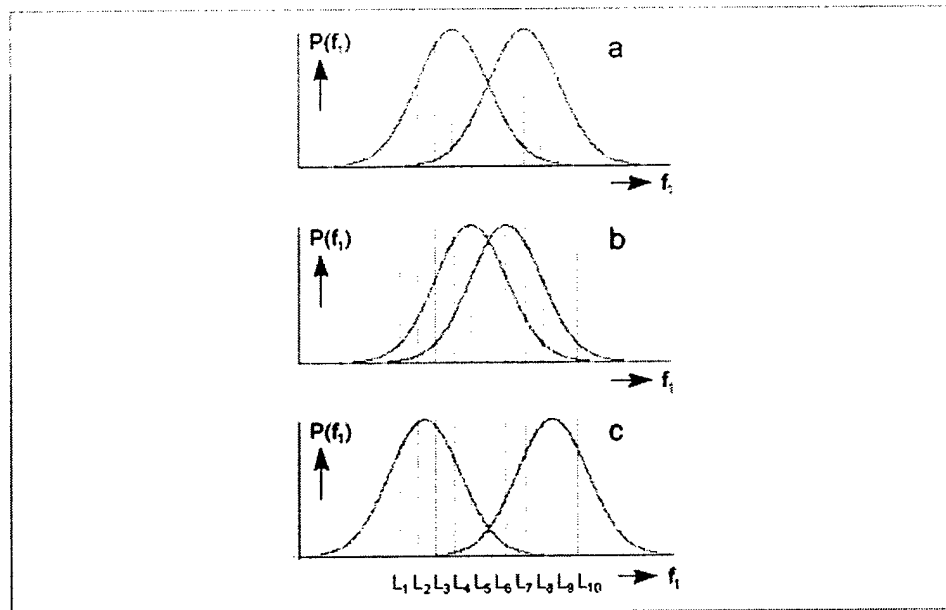 P(f₁) a
f₁
P(f₁) b
f₁
P(f₁) c
L₁ L₂ L₃ L₄ L₅ L₆ L₇ L₈ L₉ L₁₀ f₁